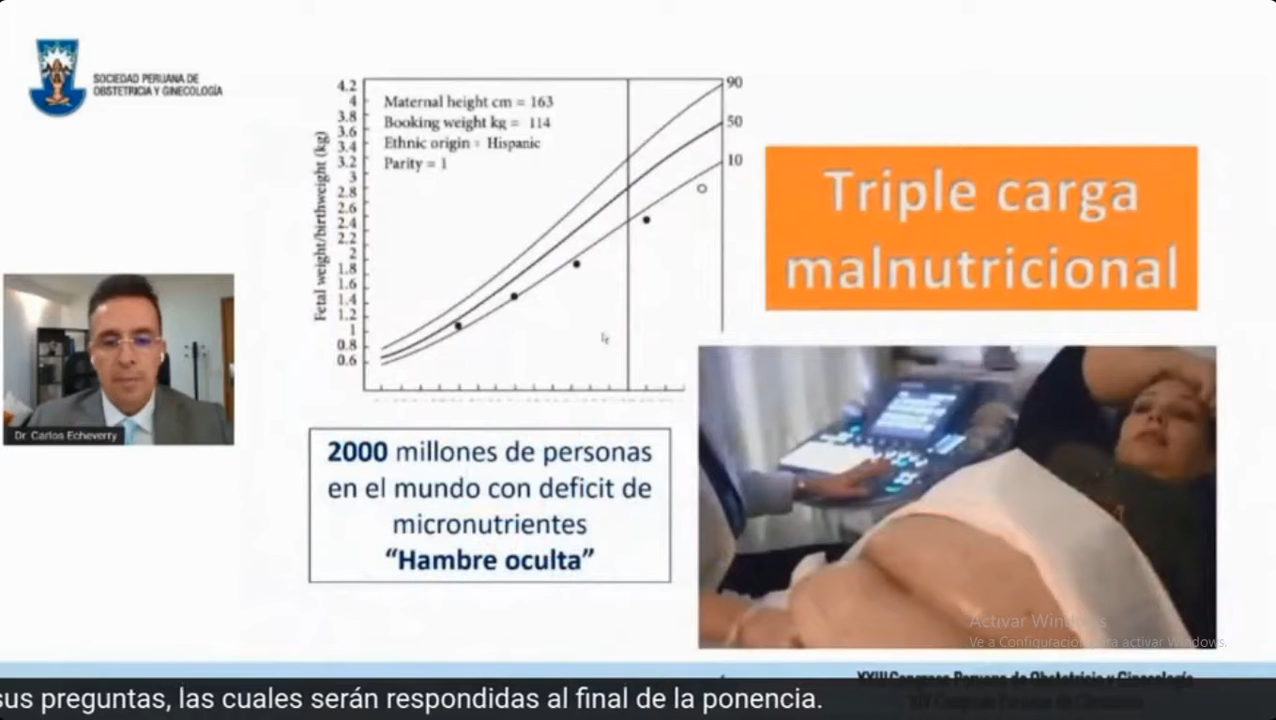 SOCIEDAD PERUANA DE
OBSTETRICIA Y GINECOLOGÍA
Fetal weight/birthweight (kg)
4.2
4
3.8
3.6
3.4
3.2
3
2.8
2.6
2.4
2.2
2
1.8
1.6
1.4
1.2
1
0.8
0.6
Maternal height cm = 163
Booking weight kg = 114
Ethnic origin = Hispanic
Parity = 1
90
50
10
Triple carga
malnutricional
Dr. Carlos Echeverry
2000 millones de personas
en el mundo con deficit de
micronutrientes
“Hambre oculta”
Activar Windows
Ve a Configuración para activar Windows.
XXIII Congreso Peruano de Obstetricia y Ginecología
sus preguntas, las cuales serán respondidas al final de la ponencia.